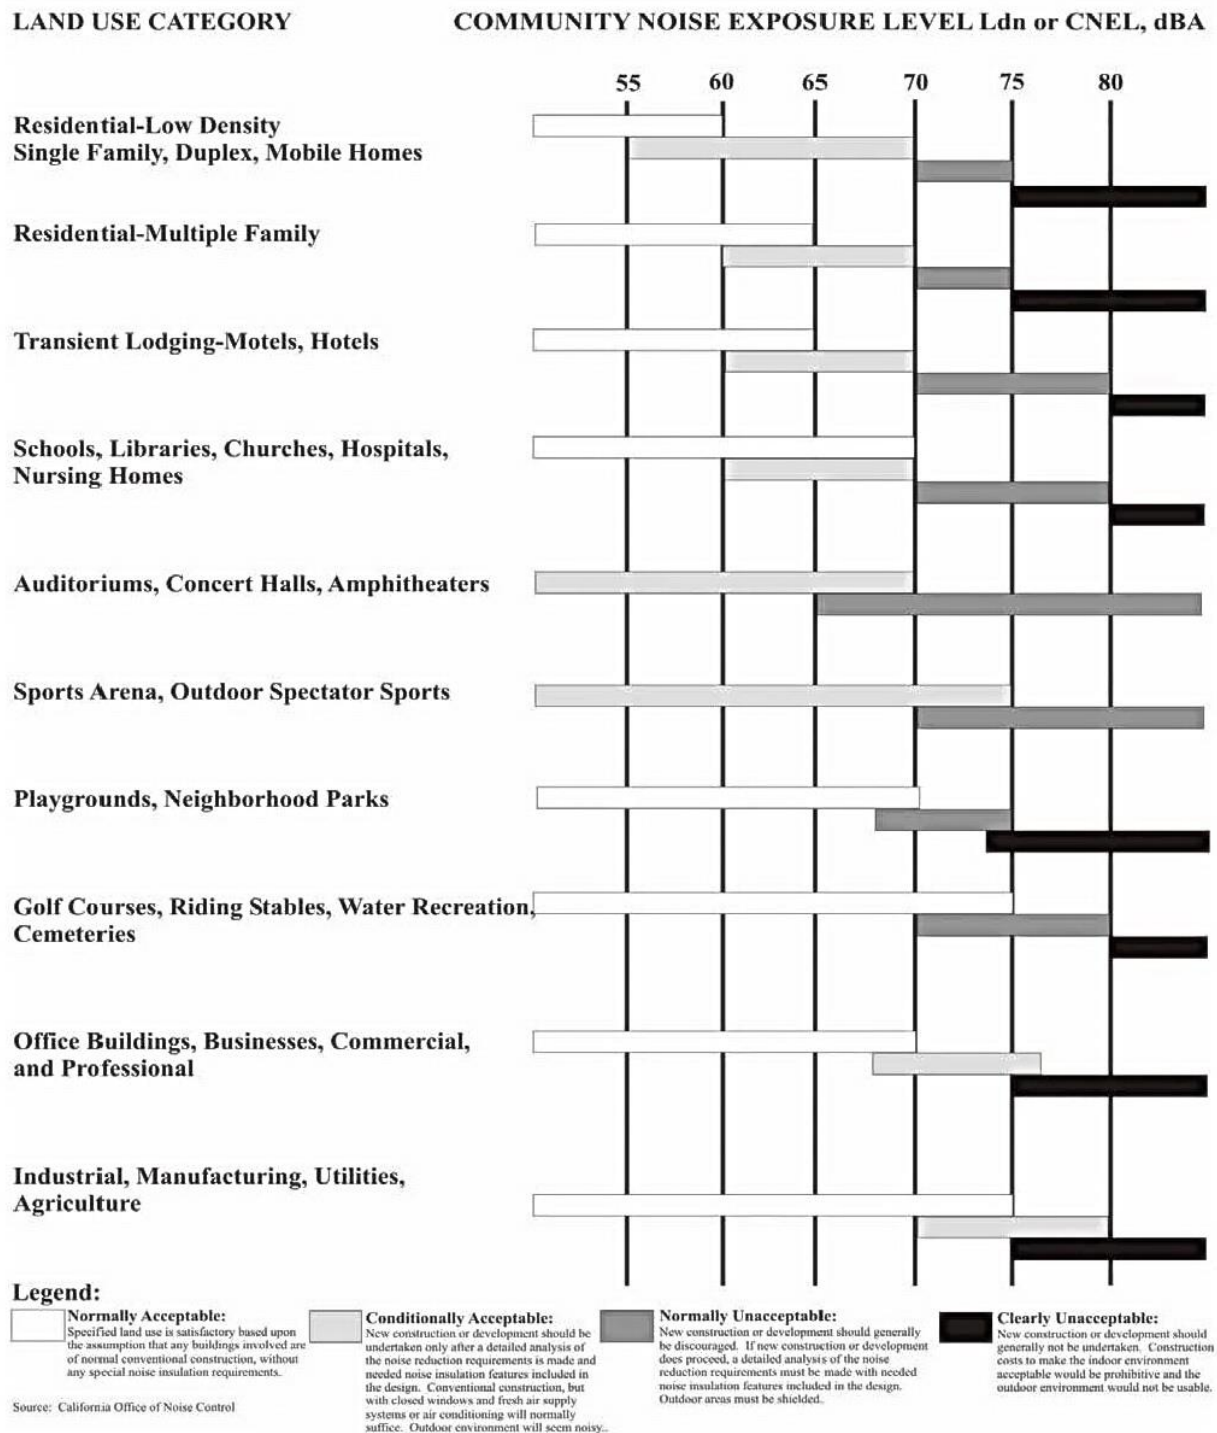 LAND USE CATEGORY
COMMUNITY NOISE EXPOSURE LEVEL Ldn or CNEL, dBA
55 60 65 70 75 80
Residential-Low Density
Single Family, Duplex, Mobile Homes
Residential-Multiple Family
Transient Lodging-Motels, Hotels
Schools, Libraries, Churches, Hospitals,
Nursing Homes
Auditoriums, Concert Halls, Amphitheaters
Sports Arena, Outdoor Spectator Sports
Playgrounds, Neighborhood Parks
Golf Courses, Riding Stables, Water Recreation,
Cemeteries
Office Buildings, Businesses, Commercial,
and Professional
Industrial, Manufacturing, Utilities,
Agriculture
Legend:
Normally Acceptable:
Specified land use is satisfactory based upon
the assumption that any buildings involved are
of normal conventional construction, without
any special noise insulation requirements.
Conditionally Acceptable:
New construction or development should be
undertaken only after a detailed analysis of
the noise reduction requirements is made and
needed noise insulation features included in
the design. Conventional construction, but
with closed windows and fresh air supply
systems or air conditioning will normally
suffice. Outdoor environment will seem noisy..
Normally Unacceptable:
New construction or development should generally
be discouraged. If new construction or development
does proceed, a detailed analysis of the noise
reduction requirements must be made with needed
noise insulation features included in the design.
Outdoor areas must be shielded..
Clearly Unacceptable:
New construction or development should
generally not be undertaken. Construction
costs to make the indoor environment
acceptable would be prohibitive and the
outdoor environment would not be usable.
Source: California Office of Noise Control